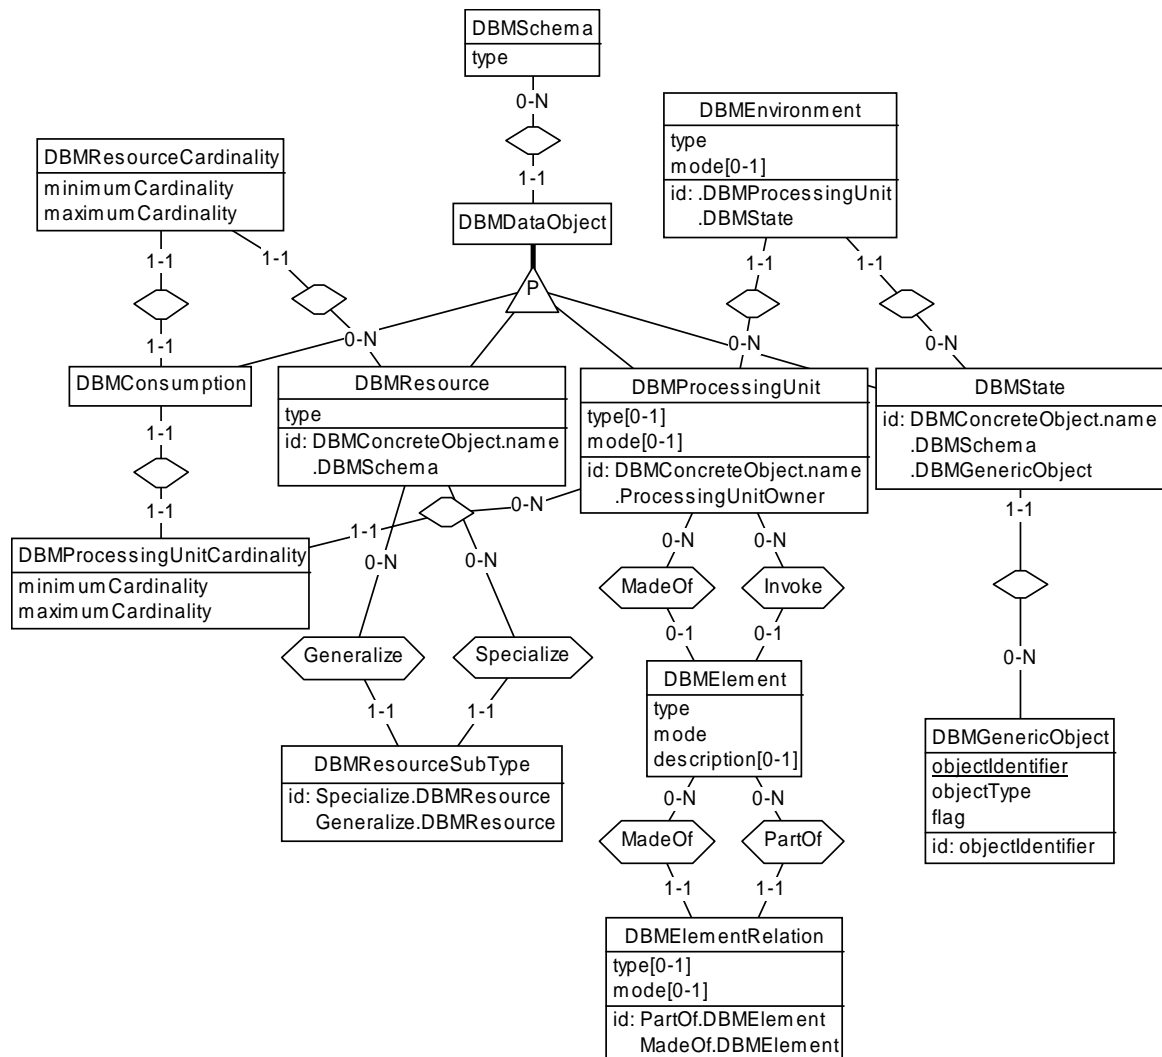 DBMSchema
type
0-N
1-1
DBMDataObject
P
DBMEnvironment
type
mode[0-1]
id: .DBMProcessingUnit
.DBMState
DBMResourceCardinality
minimumCardinality
maximumCardinality
1-1
1-1
1-1
1-1
1-1
0-N
0-N
0-N
DBMConsumption
DBMResource
type
id: DBMConcreteObject.name
.DBMSchema
DBMProcessingUnit
type[0-1]
mode[0-1]
id: DBMConcreteObject.name
.ProcessingUnitOwner
DBMState
id: DBMConcreteObject.name
.DBMSchema
.DBMGenericObject
1-1
1-1
1-1
0-N
1-1
DBMProcessingUnitCardinality
minimumCardinality
maximumCardinality
0-N
0-N
0-N
0-N
MadeOf
Invoke
0-1
0-1
Generalize
Specialize
1-1
1-1
0-N
DBMElement
type
mode
description[0-1]
DBMResourceSubType
id: Specialize.DBMResource
Generalize.DBMResource
DBMGenericObject
objectIdentifier
objectType
flag
id: objectIdentifier
0-N
0-N
MadeOf
PartOf
1-1
1-1
DBMElementRelation
type[0-1]
mode[0-1]
id: PartOf.DBMElement
MadeOf.DBMElement